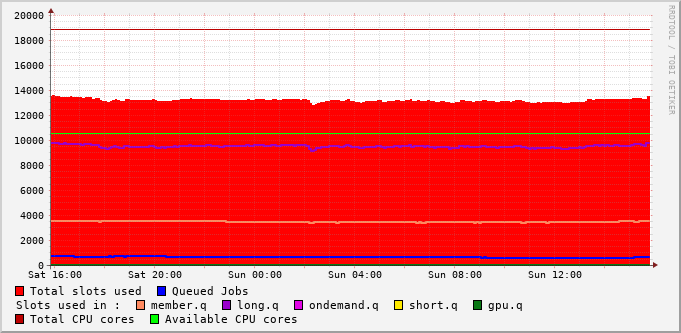 20000
18000
16000
14000
12000
10000
8000
6000
4000
2000
0
Sat 16:00 Sat 20:00 Sun 00:00 Sun 04:00 Sun 08:00 Sun 12:00
RRDTOOL / TOBI OETIKER
Total slots used Queued Jobs
Slots used in : member.q long.q ondemand.q short.q gpu.q
Total CPU cores Available CPU cores